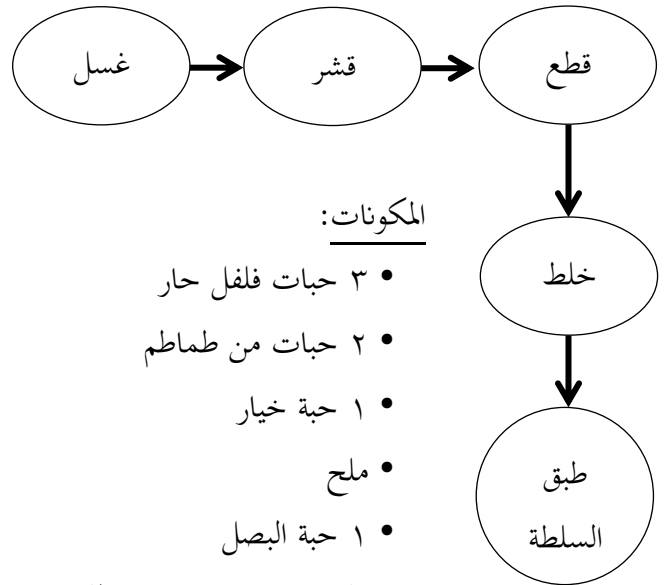 غسل
قشر
قطع
خلط
طبق
السلطة
المكونات:
• ٣ حبات فلفل حار
• ٢ حبات من طماطم
• ١ حبة خيار
• ملح
• ١ حبة البصل